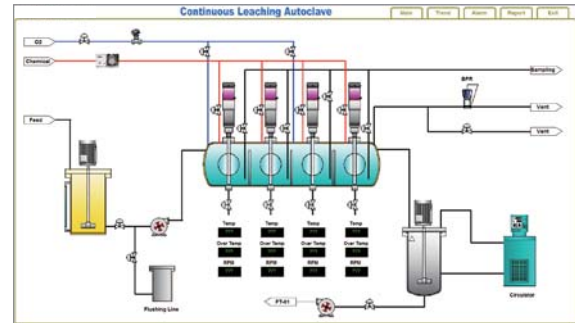 Continuous Leaching Autoclave
Main
Trend
Alarm
Report
Exit
O2
Chemical
Sampling
BPR
Vent
Feed
Vent
Temp
Temp
Temp
Temp
Over Temp
Over Temp
Over Temp
Over Temp
RPM
RPM
RPM
RPM
Flushing Line
PT-01
Circulator